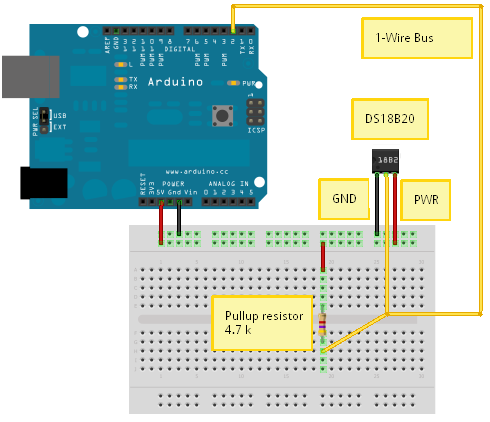 1-Wire Bus
AREF
GND
13
12
11
10
9
8
7
6
5
4
3
2
1
0
PWM
PWM
PWM
PWM
PWM
PWM
TX
RX
DIGITAL
L
TX
RX
Arduino
PWR
PWR SEL
USB
EXT
1
ICSP
www.arduino.cc
POWER
ANALOG IN
RESET
3V3
5V
Gnd
Vin
0
1
2
3
4
5
DS18B20
18B2
GND
PWR
Pullup resistor
4.7 k